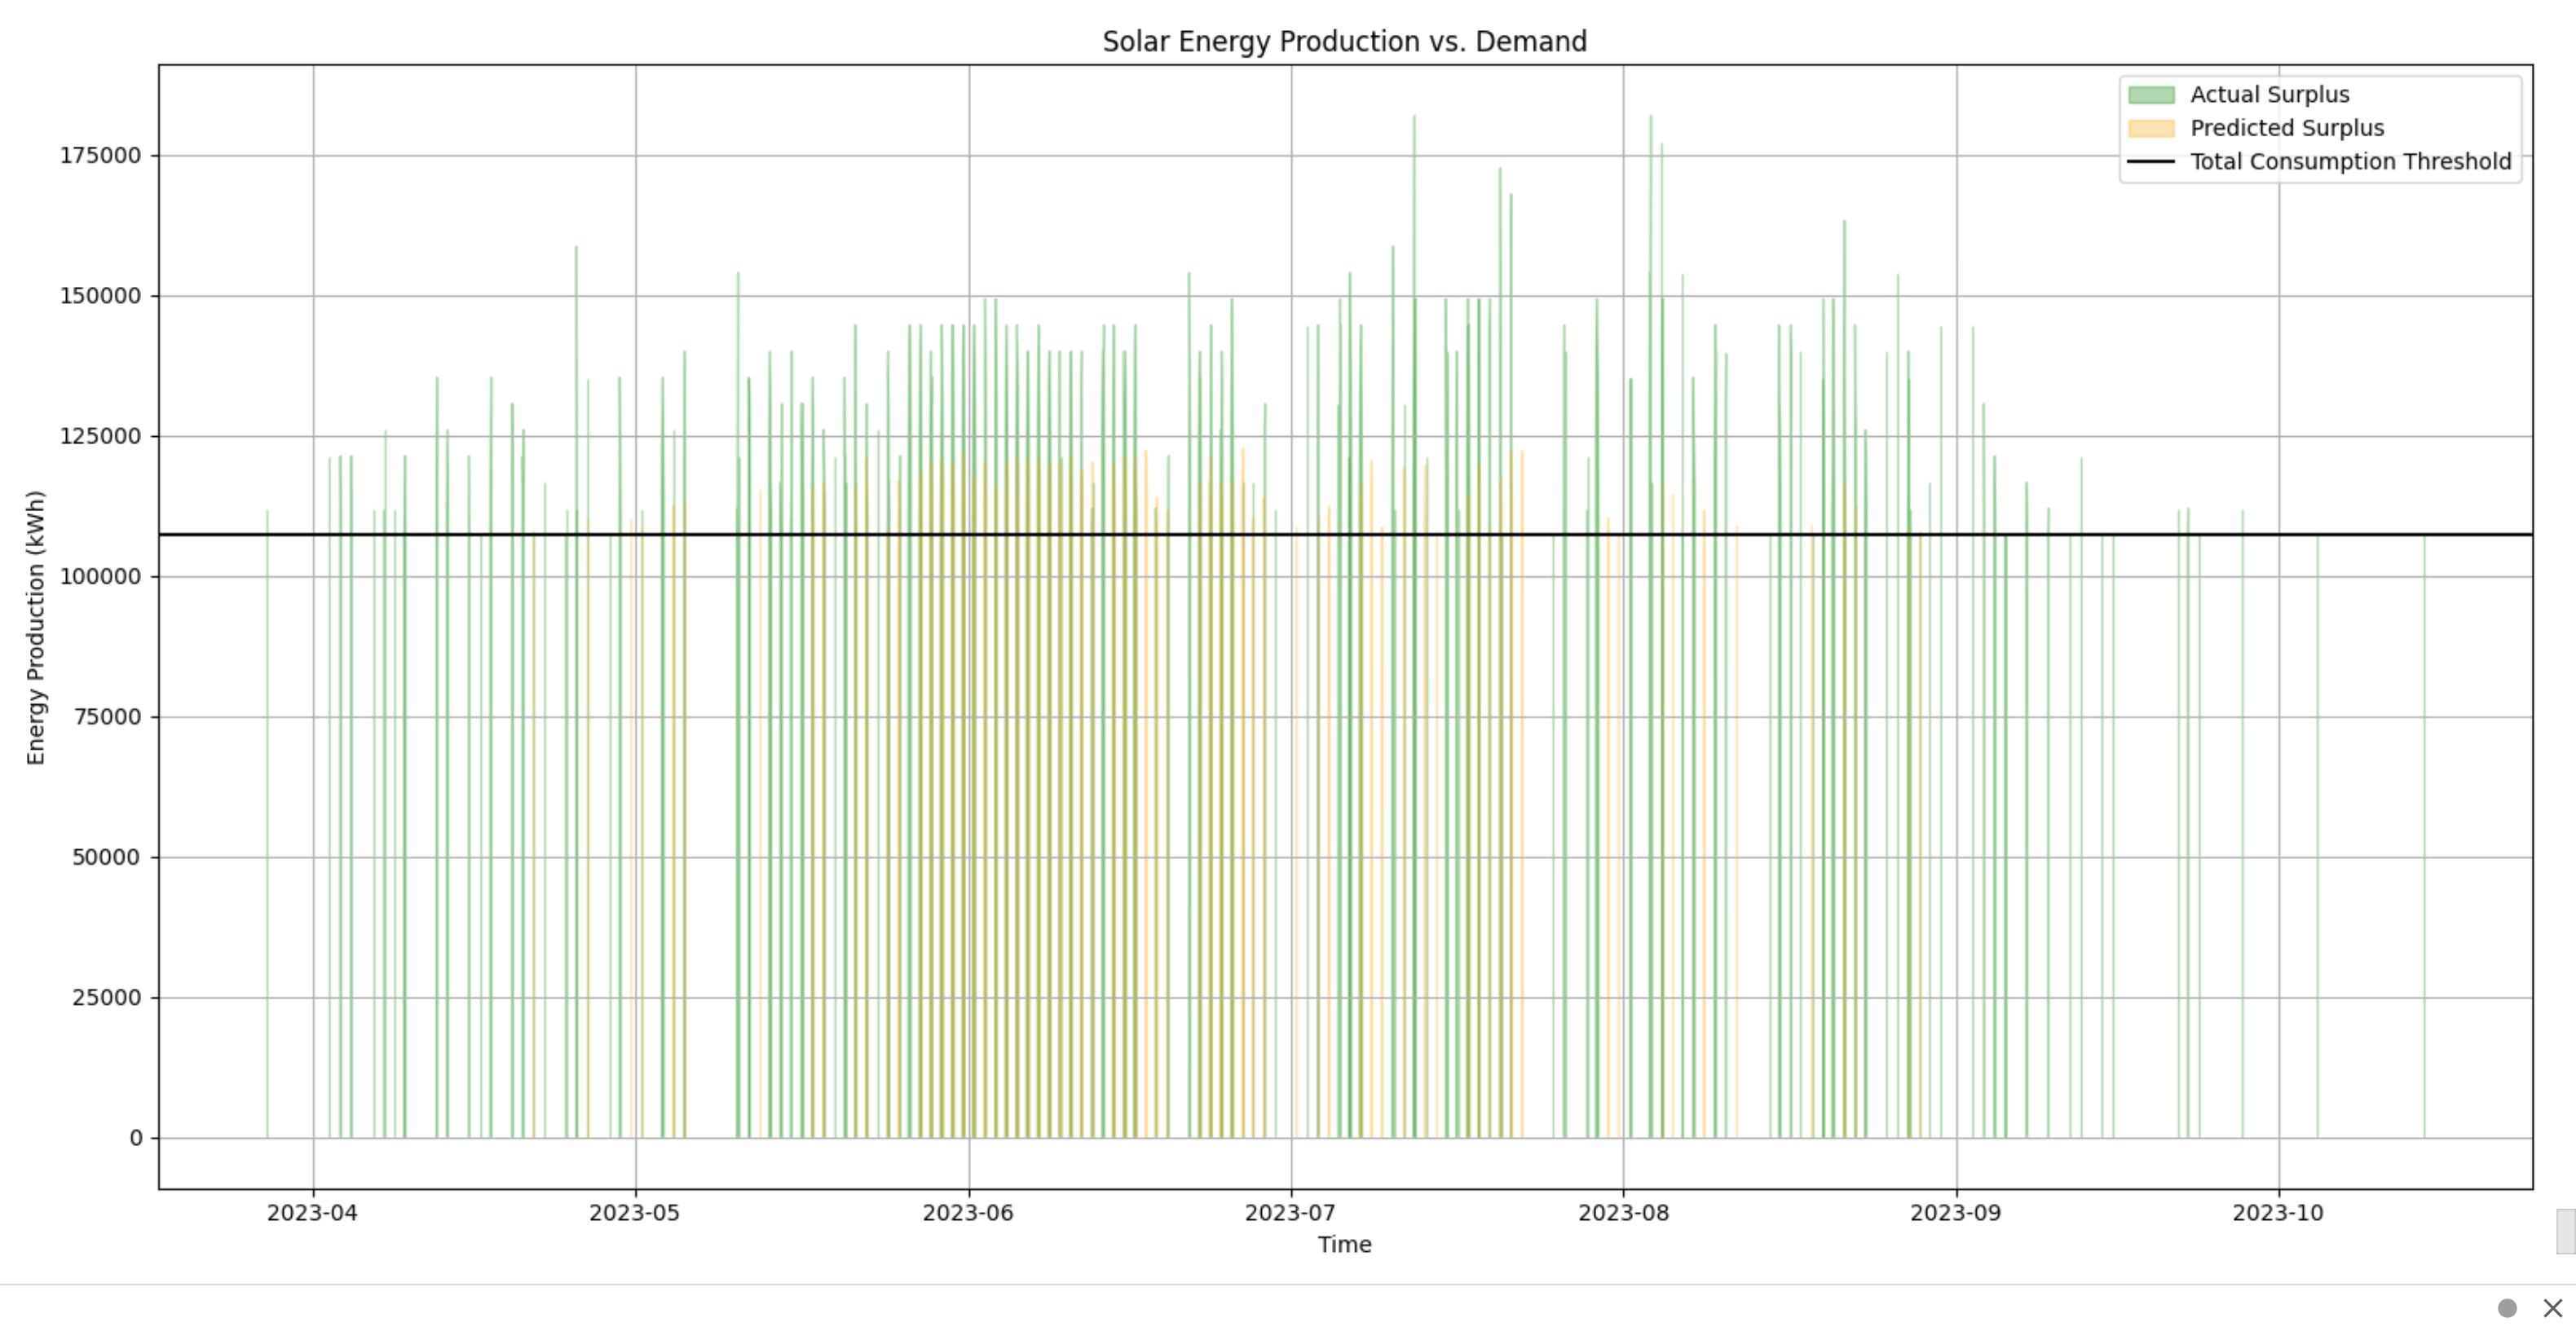 Solar Energy Production vs. Demand
Actual Surplus
Predicted Surplus
Total Consumption Threshold
Energy Production (kWh)
175000
150000
125000
100000
75000
50000
25000
0
2023-04
2023-05
2023-06
2023-07
2023-08
2023-09
2023-10
Time